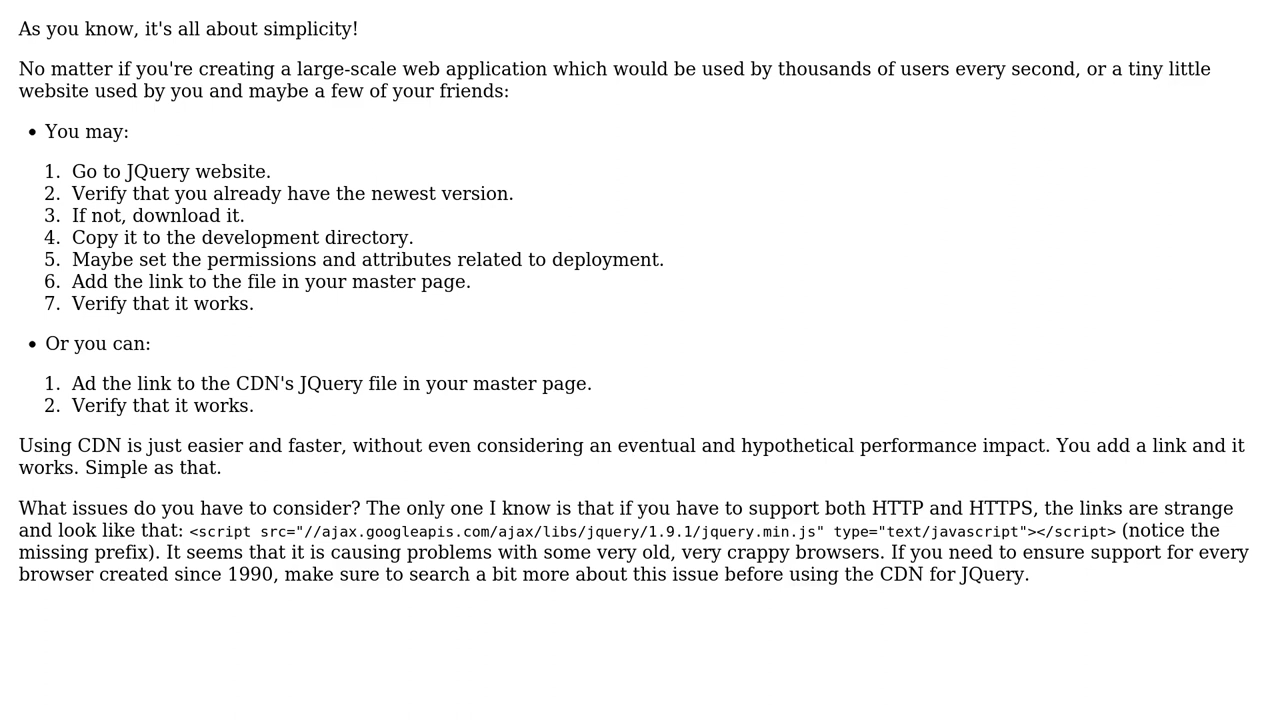 As you know, it's all about simplicity!
No matter if you're creating a large-scale web application which would be used by thousands of users every second, or a tiny little
website used by you and maybe a few of your friends:
• You may:
1. Go to JQuery website.
2. Verify that you already have the newest version.
3. If not, download it.
4. Copy it to the development directory.
5. Maybe set the permissions and attributes related to deployment.
6. Add the link to the file in your master page.
7. Verify that it works.
• Or you can:
1. Ad the link to the CDN's JQuery file in your master page.
2. Verify that it works.
Using CDN is just easier and faster, without even considering an eventual and hypothetical performance impact. You add a link and it
works. Simple as that.
What issues do you have to consider? The only one I know is that if you have to support both HTTP and HTTPS, the links are strange
and look like that: <script src="//ajax.googleapis.com/ajax/libs/jquery/1.9.1/jquery.min.js" type="text/javascript"></script> (notice the
missing prefix). It seems that it is causing problems with some very old, very crappy browsers. If you need to ensure support for every
browser created since 1990, make sure to search a bit more about this issue before using the CDN for JQuery.